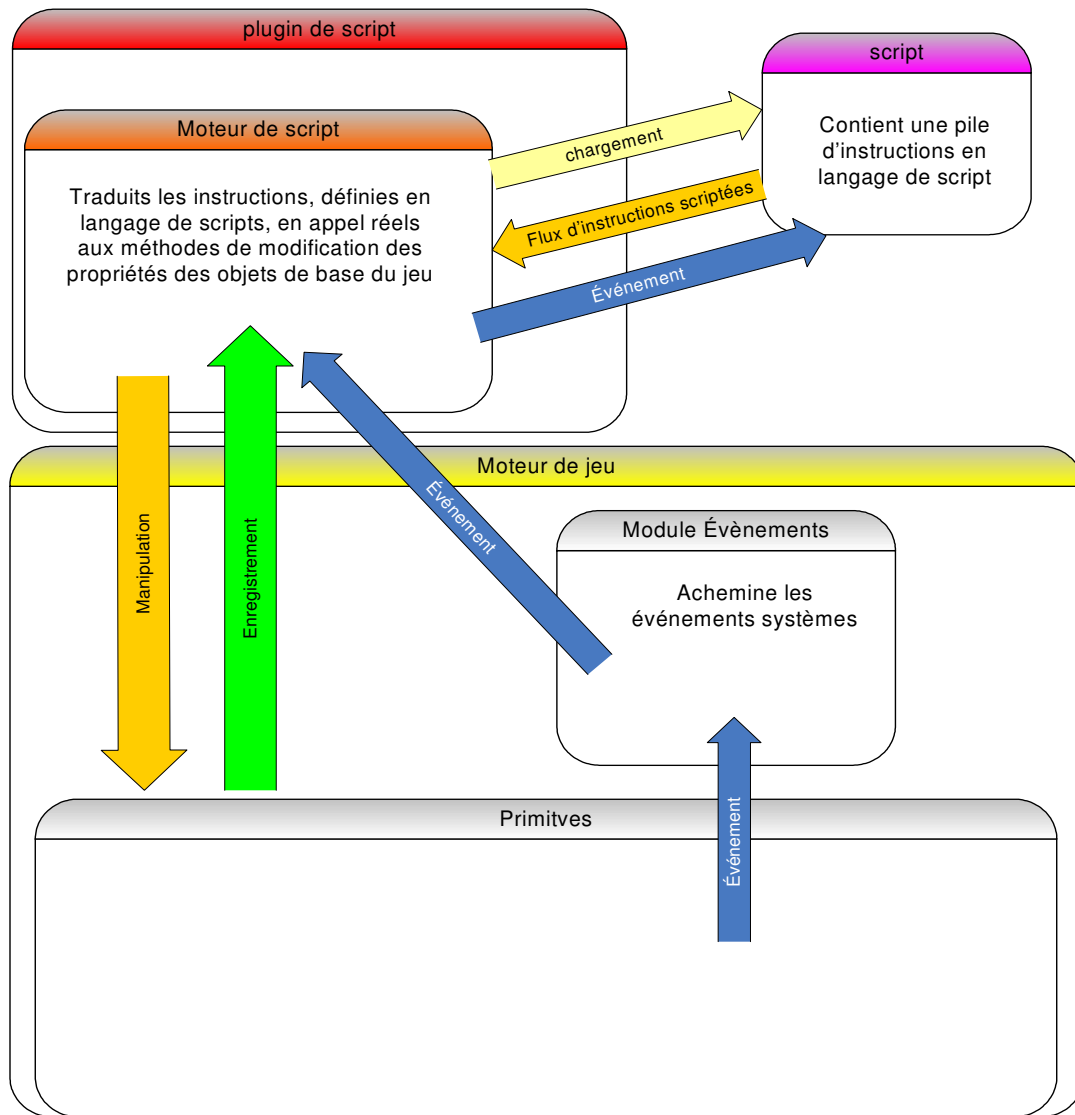 plugin de script
script
Moteur de script
Contient une pile
d'instructions en
langage de script
chargement
Traduits les instructions, définies en
langage de scripts, en appel réels
aux méthodes de modification des
propriétés des objets de base du jeu
Flux d'instructions scriptées
Événement
Moteur de jeu
Événement
Manipulation
Enregistrement
Module Évènements
Achemine les
événements systèmes
Primitves
Événement